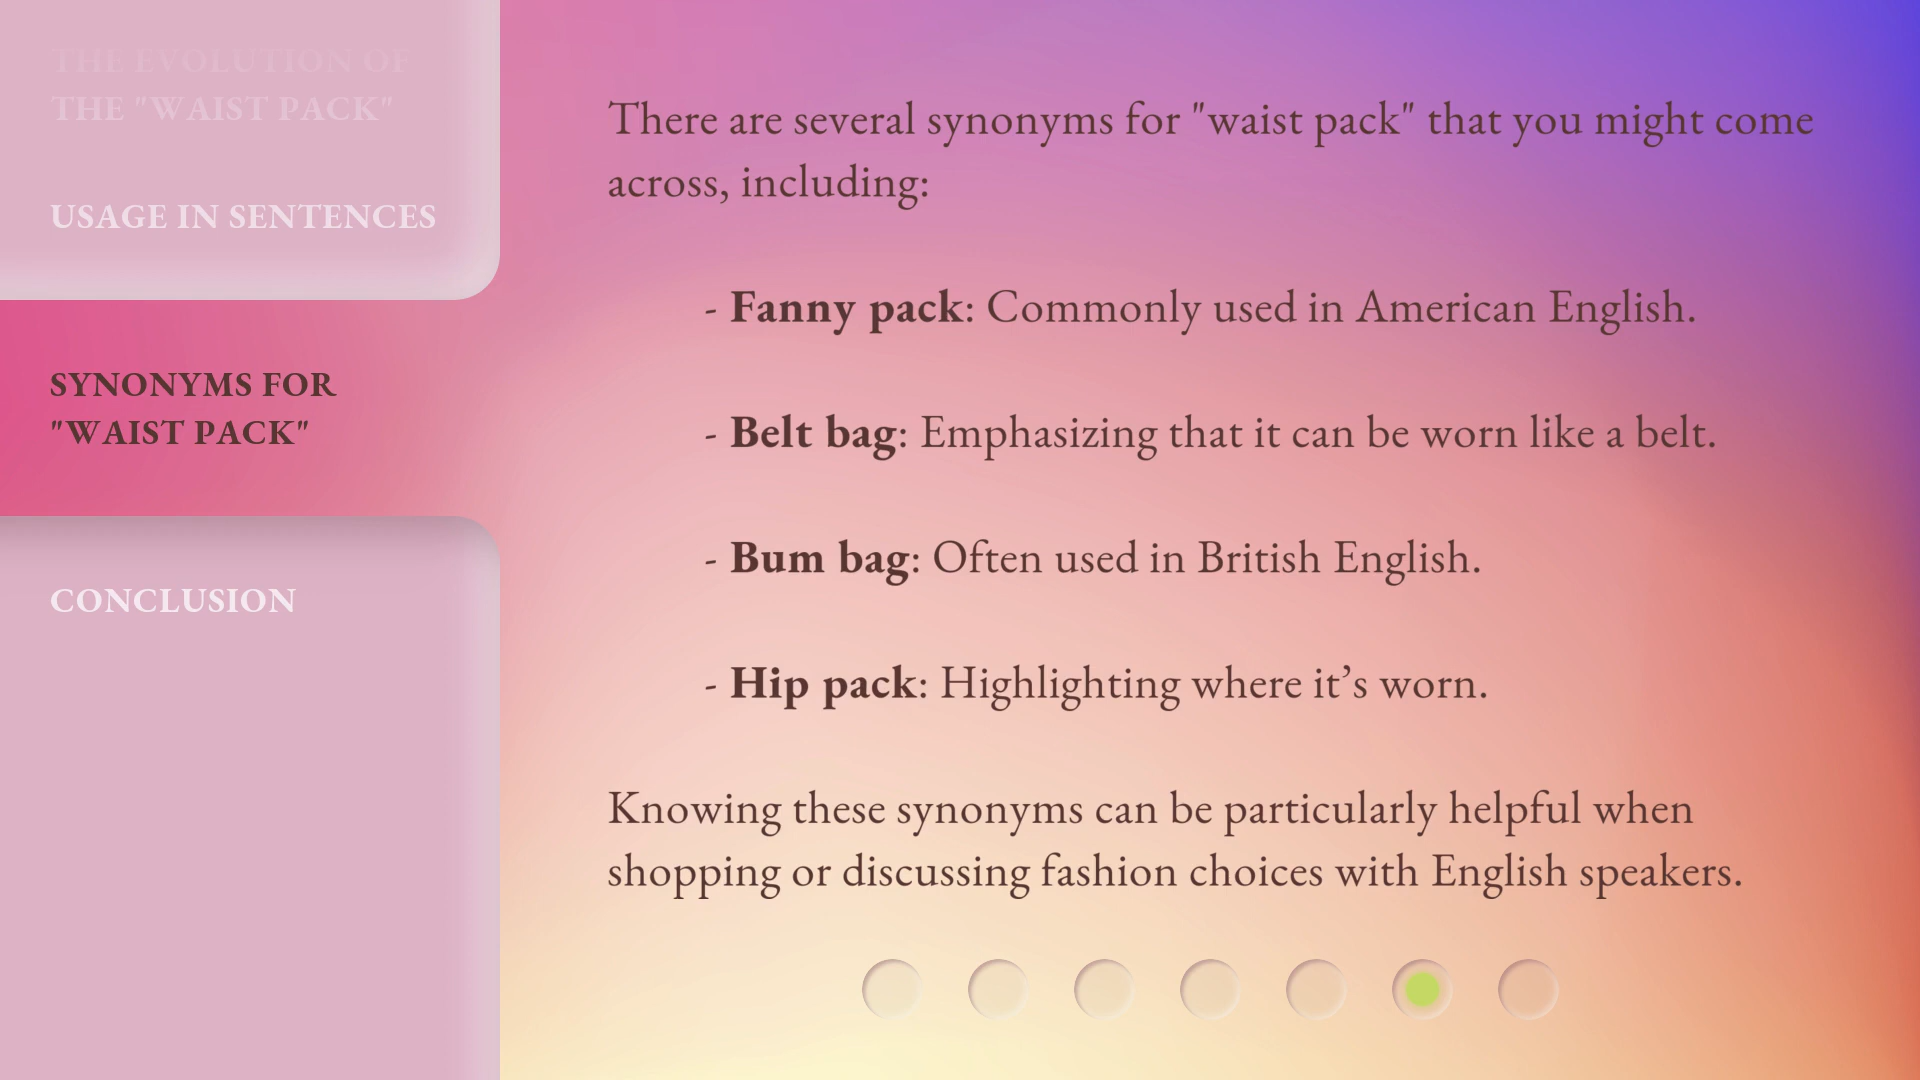 THE EVOLUTION OF
THE "WAIST PACK"
USAGE IN SENTENCES
SYNONYMS FOR
"WAIST PACK"
CONCLUSION
There are several synonyms for "waist pack" that you might come
across, including:
- Fanny pack: Commonly used in American English.
- Belt bag: Emphasizing that it can be worn like a belt.
- Bum bag: Often used in British English.
- Hip pack: Highlighting where it’s worn.
Knowing these synonyms can be particularly helpful when
shopping or discussing fashion choices with English speakers.